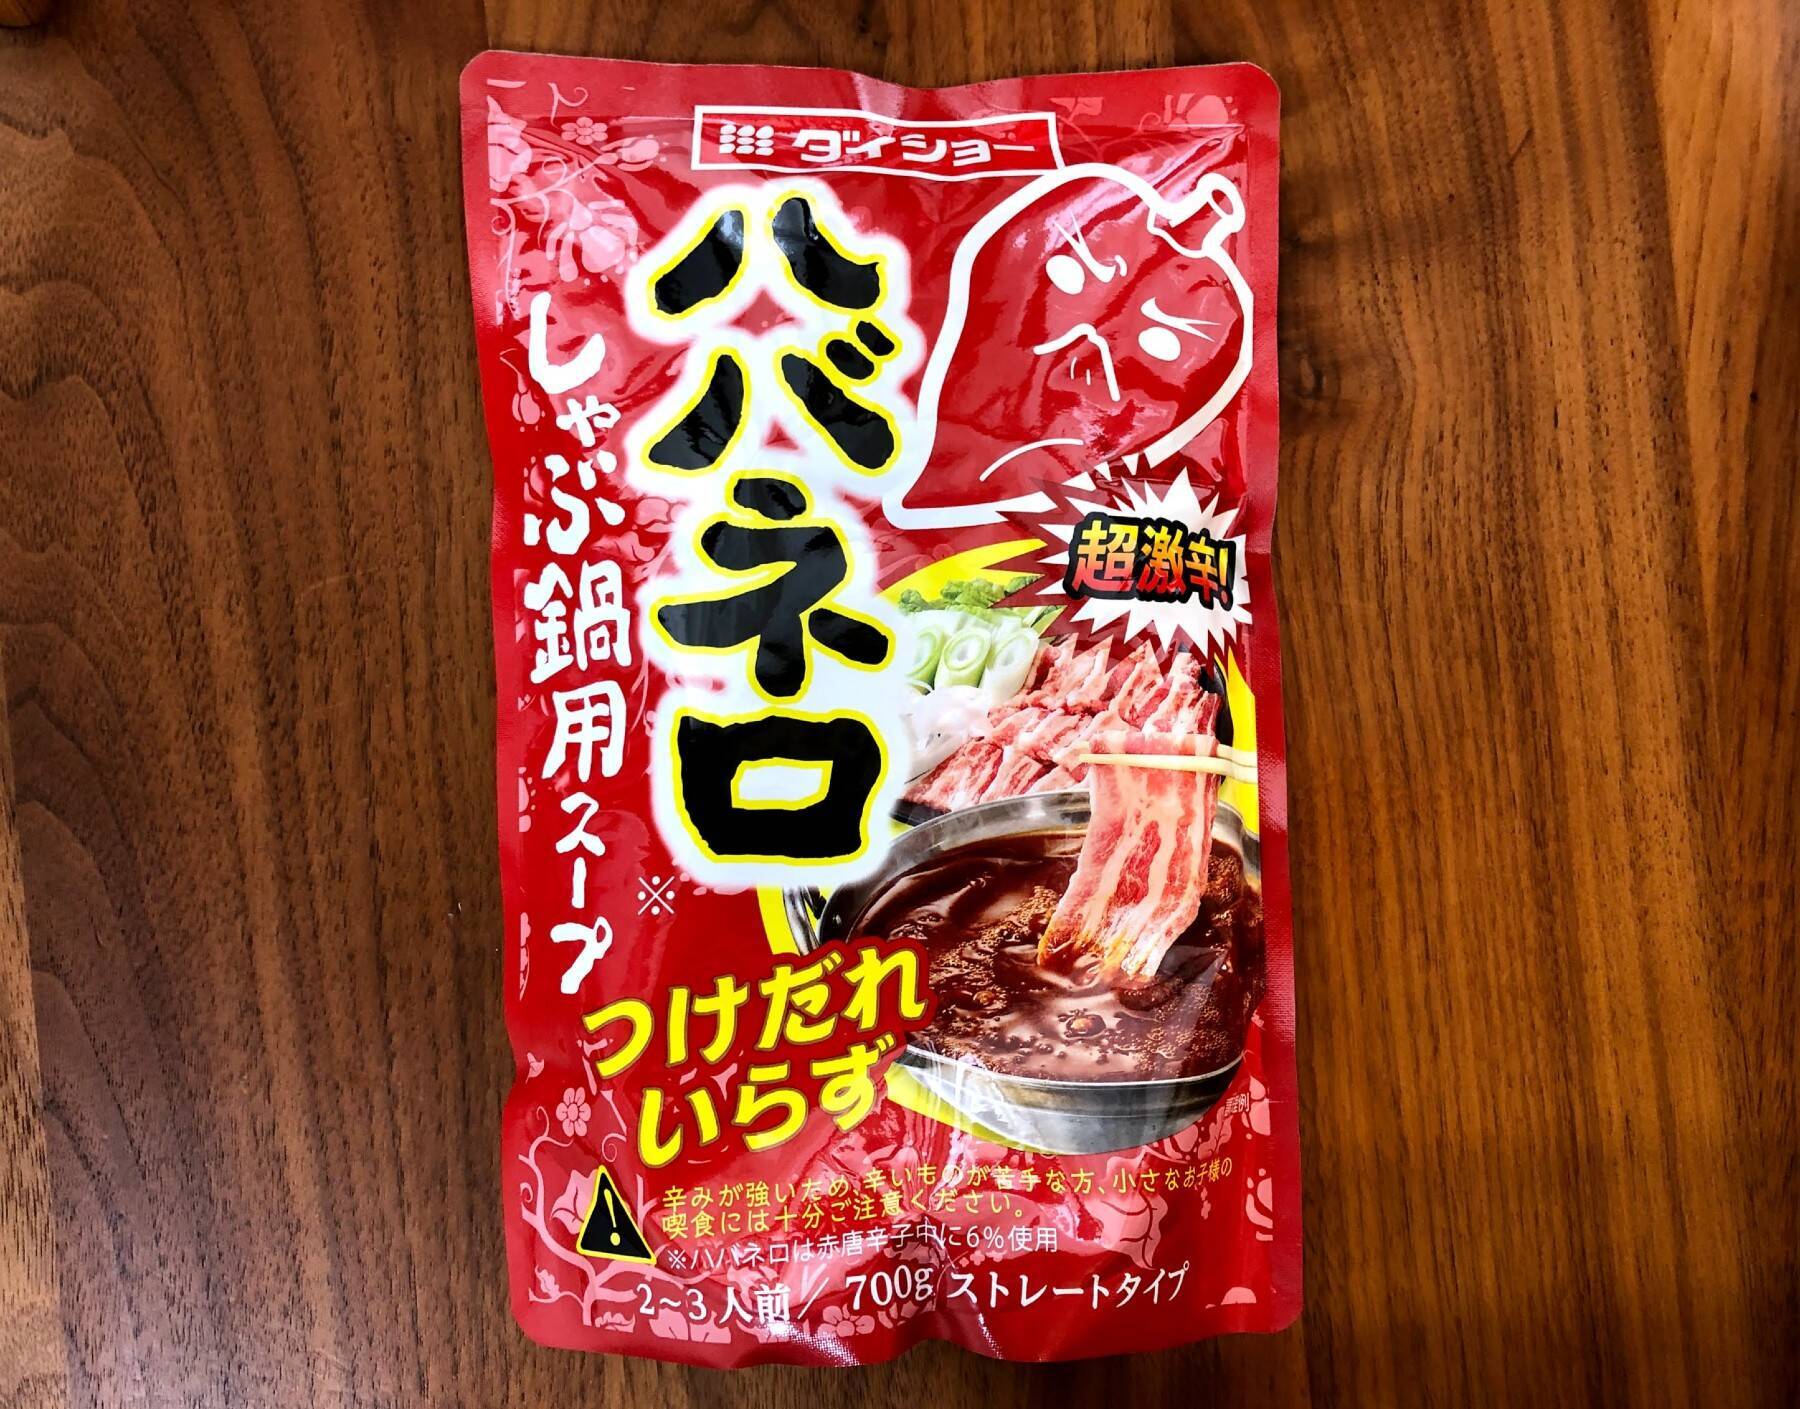 ダイショー
ハバネロ
しゃぶ鍋用スープ
※
超激辛!
つけだれ
いらず
調理例
辛みが強いため、辛いものが苦手な方、小さなお子様の
喫食には十分ご注意ください。
※ハバネロは赤唐辛子中に6%使用
2~3人前/700g/ストレートタイプ